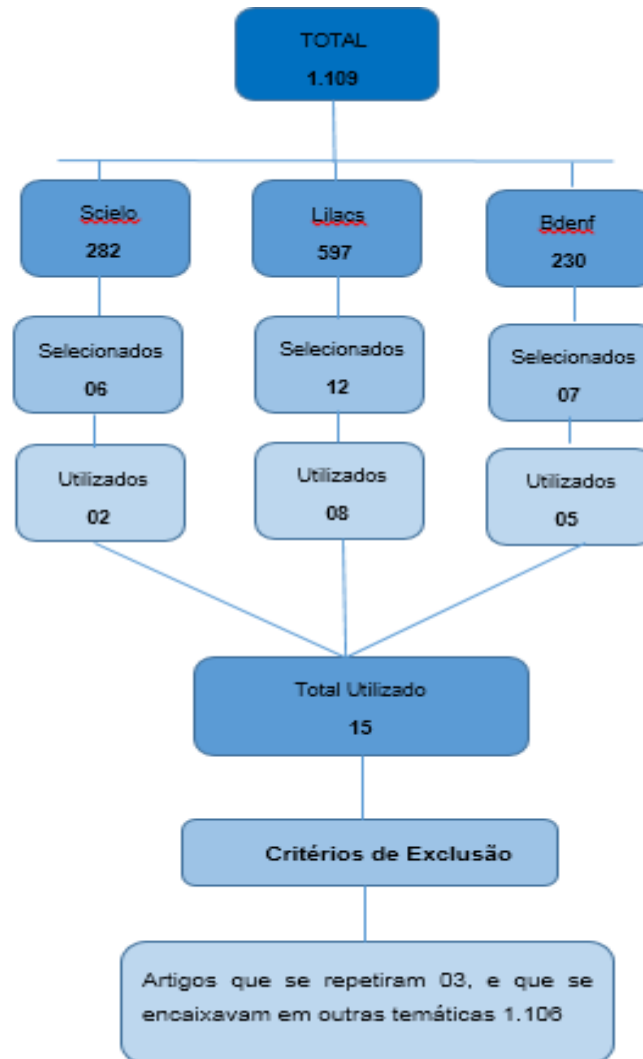 TOTAL
1.109
Scielo
282
Lilacs
597
Bdenf
230
Selecionados
06
Selecionados
12
Selecionados
07
Utilizados
02
Utilizados
08
Utilizados
05
Total Utilizado
15
Critérios de Exclusão
Artigos que se repetiram 03, e que se
encaixavam em outras temáticas 1.106